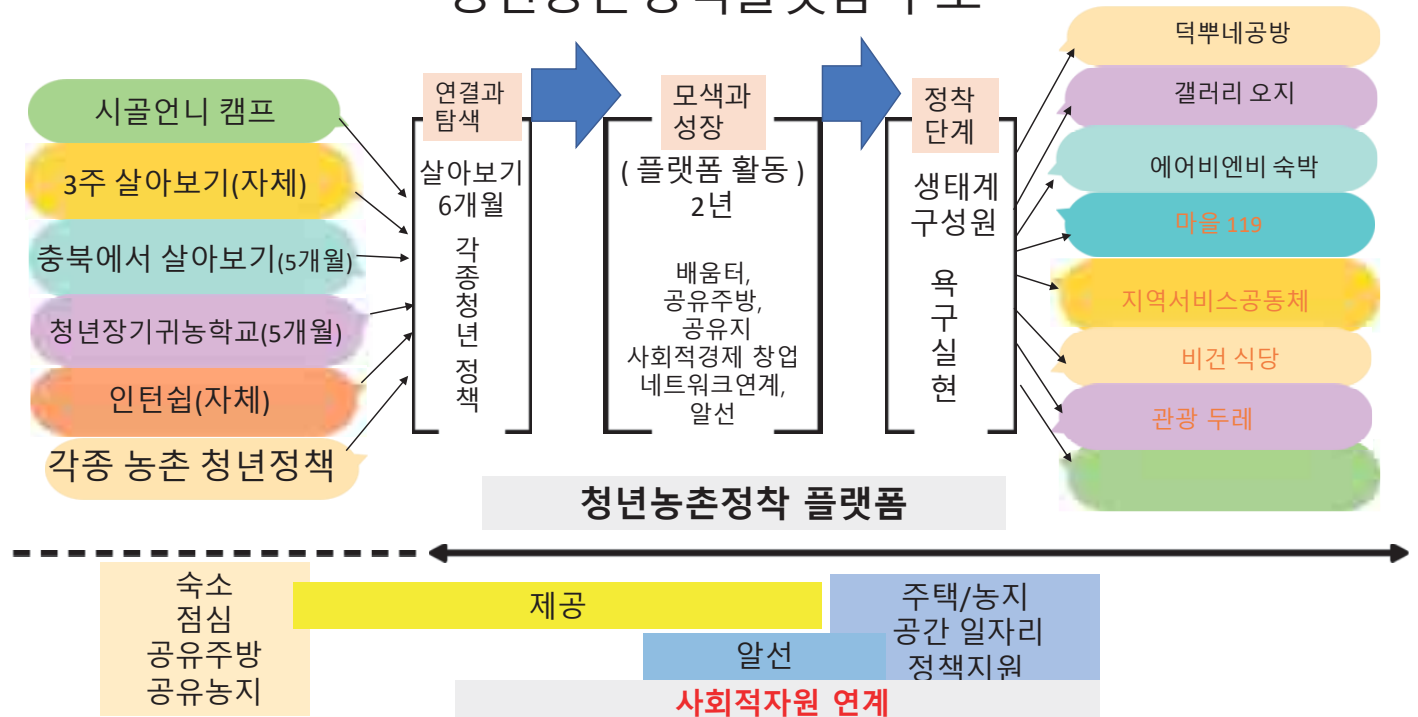 시골언니 캠프
3주 살아보기(자체)
충북에서 살아보기(5개월)
청년장기귀농학교(5개월)
인턴쉽(자체)
각종 농촌 청년정책
연결과
탐색
살아보기
6개월
각종청년 정책
모색과
성장
( 플랫폼 활동 )
2년
배움터,
공유주방,
공유지
사회적경제 창업
네트워크연계,
알선
정착
단계
생태계
구성원
욕구실현
덕뿌네공방
갤러리 오지
에어비엔비 숙박
마을 119
지역서비스공동체
비건 식당
관광 두레
청년농촌정착 플랫폼
숙소
점심
공유주방
공유농지
제공
알선
주택/농지
공간 일자리
정책지원
사회적자원 연계